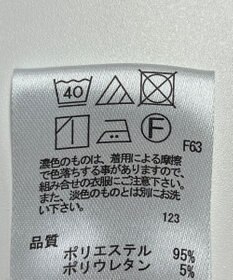 40
F
F63
濃色のものは、着用による摩擦
で色落ちする事がありますので、
組み合せの衣服にご注意下さい。
また、淡色のものとは別にお洗
い下さい。
123
品質
ポリエステル 95%
ポリウレタン 5%